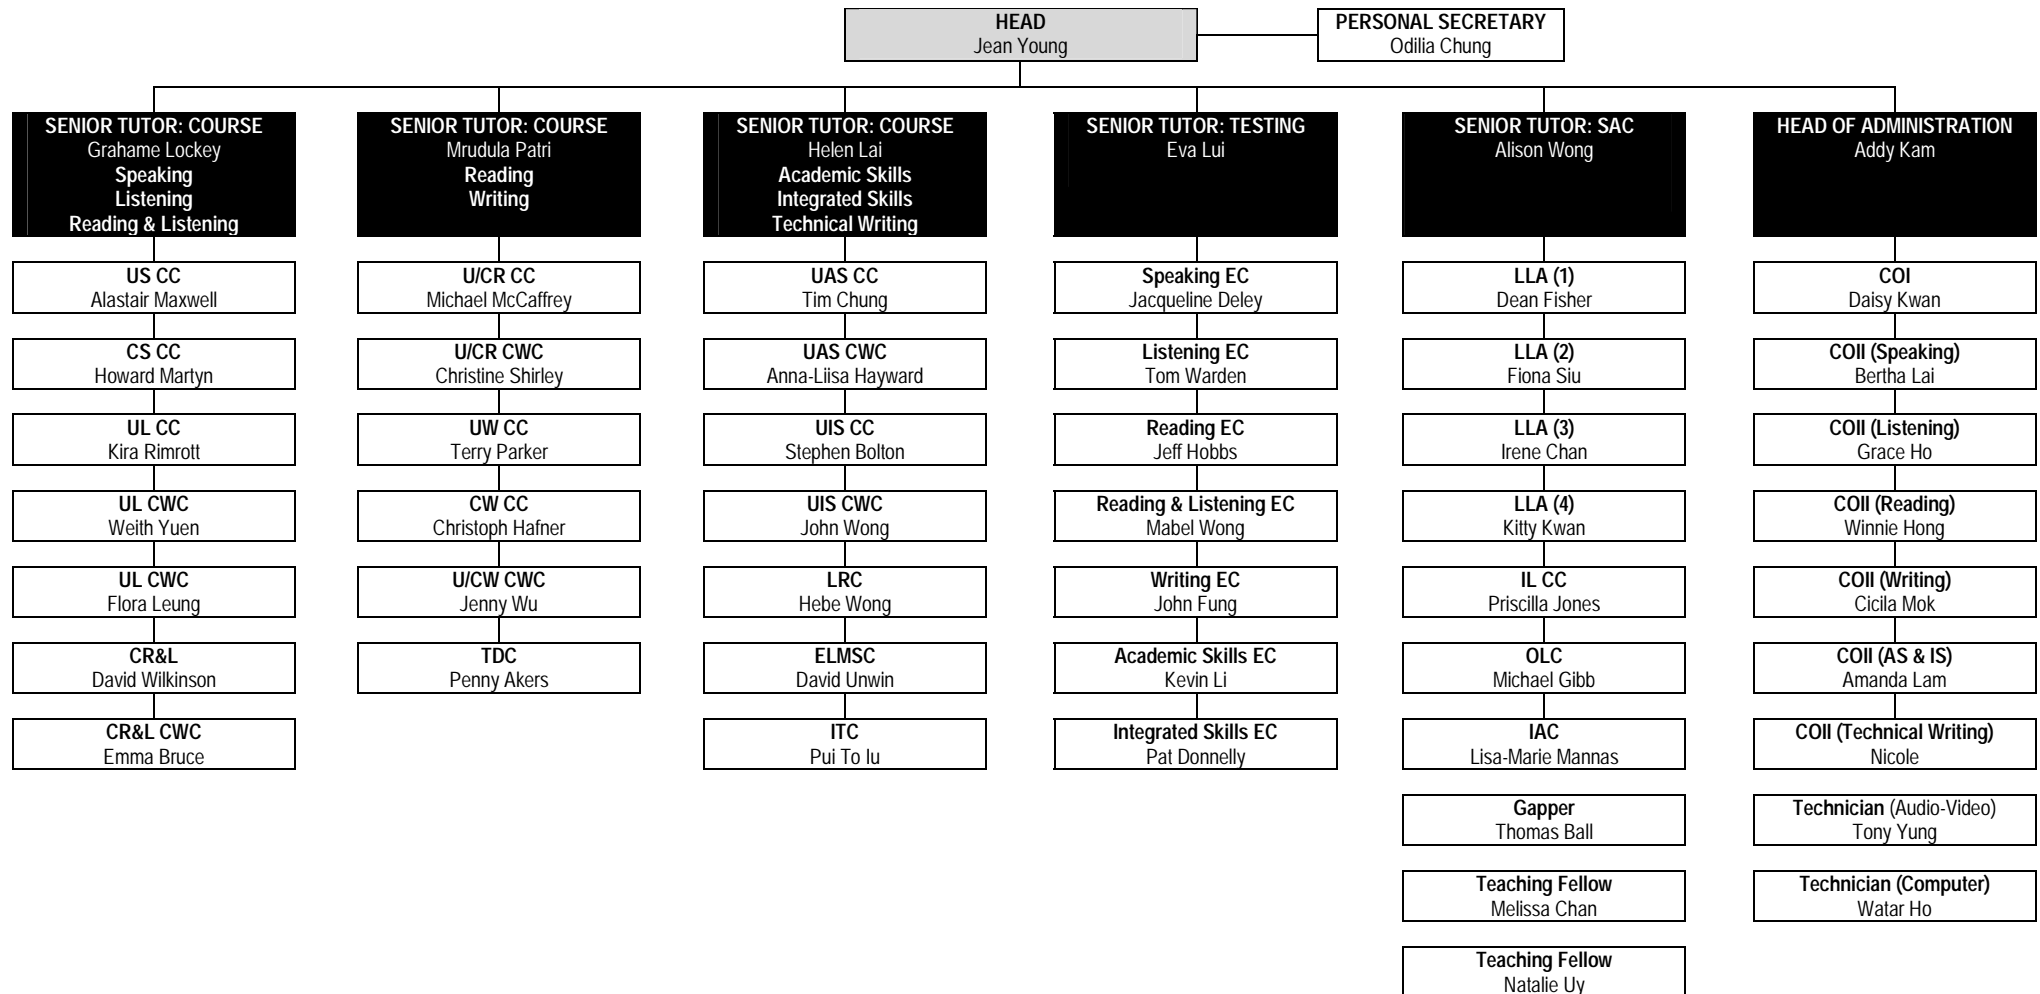 HEAD
Jean Young
PERSONAL SECRETARY
Odilia Chung
SENIOR TUTOR: COURSE
Grahame Lockey
Speaking
Listening
Reading & Listening
US CC
Alastair Maxwell
CS CC
Howard Martyn
UL CC
Kira Rimrott
UL CWC
Weith Yuen
UL CWC
Flora Leung
CR&L
David Wilkinson
CR&L CWC
Emma Bruce
SENIOR TUTOR: COURSE
Mrudula Patri
Reading
Writing
U/CR CC
Michael McCaffrey
U/CR CWC
Christine Shirley
UW CC
Terry Parker
CW CC
Christoph Hafner
U/CW CWC
Jenny Wu
TDC
Penny Akers
SENIOR TUTOR: COURSE
Helen Lai
Academic Skills
Integrated Skills
Technical Writing
UAS CC
Tim Chung
UAS CWC
Anna-Liisa Hayward
UIS CC
Stephen Bolton
UIS CWC
John Wong
LRC
Hebe Wong
ELMSC
David Unwin
ITC
Pui To Iu
SENIOR TUTOR: TESTING
Eva Lui
Speaking EC
Jacqueline Deley
Listening EC
Tom Warden
Reading EC
Jeff Hobbs
Reading & Listening EC
Mabel Wong
Writing EC
John Fung
Academic Skills EC
Kevin Li
Integrated Skills EC
Pat Donnelly
SENIOR TUTOR: SAC
Alison Wong
LLA (1)
Dean Fisher
LLA (2)
Fiona Siu
LLA (3)
Irene Chan
LLA (4)
Kitty Kwan
IL CC
Priscilla Jones
OLC
Michael Gibb
IAC
Lisa-Marie Mannas
Gapper
Thomas Ball
Teaching Fellow
Melissa Chan
Teaching Fellow
Natalie Uy
HEAD OF ADMINISTRATION
Addy Kam
COI
Daisy Kwan
COII (Speaking)
Bertha Lai
COII (Listening)
Grace Ho
COII (Reading)
Winnie Hong
COII (Writing)
Cicila Mok
COII (AS & IS)
Amanda Lam
COII (Technical Writing)
Nicole
Technician (Audio-Video)
Tony Yung
Technician (Computer)
Watar Ho